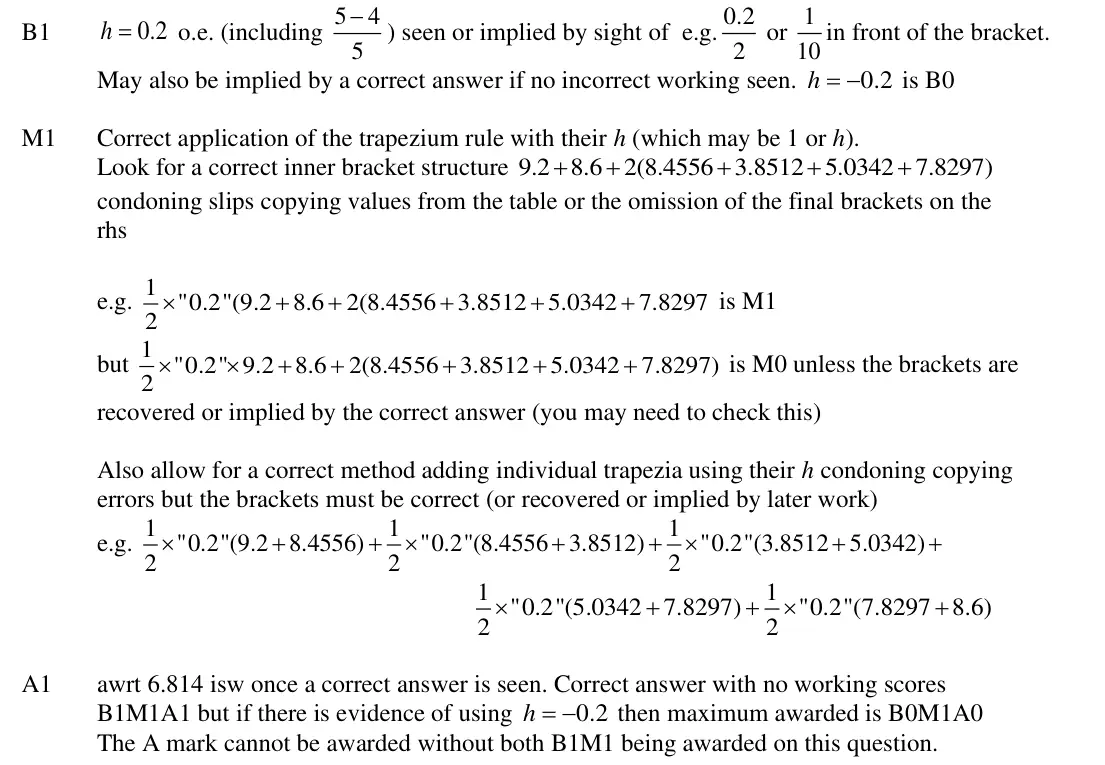 B1 h = 0.2 o.e. (including \frac{5-4}{5}) seen or implied by sight of e.g. \frac{0.2}{2} or \frac{1}{10} in front of the bracket.
May also be implied by a correct answer if no incorrect working seen. h = −0.2 is B0
M1 Correct application of the trapezium rule with their h (which may be 1 or h).
Look for a correct inner bracket structure 9.2+8.6+2(8.4556+3.8512+5.0342+7.8297)
condoning slips copying values from the table or the omission of the final brackets on the
rhs
e.g. \frac{1}{2}×"0.2"(9.2+8.6+2(8.4556+3.8512+5.0342+7.8297 is M1
but \frac{1}{2}×"0.2"×9.2+8.6+2(8.4556+3.8512+5.0342+7.8297) is M0 unless the brackets are
recovered or implied by the correct answer (you may need to check this)
Also allow for a correct method adding individual trapezia using their h condoning copying
errors but the brackets must be correct (or recovered or implied by later work)
e.g. \frac{1}{2}×"0.2"(9.2+8.4556)+\frac{1}{2}×"0.2"(8.4556+3.8512)+\frac{1}{2}×"0.2"(3.8512+5.0342)+
\frac{1}{2}×"0.2"(5.0342+7.8297)+\frac{1}{2}×"0.2"(7.8297+8.6)
A1 awrt 6.814 isw once a correct answer is seen. Correct answer with no working scores
B1M1A1 but if there is evidence of using h = −0.2 then maximum awarded is B0M1A0
The A mark cannot be awarded without both B1M1 being awarded on this question.